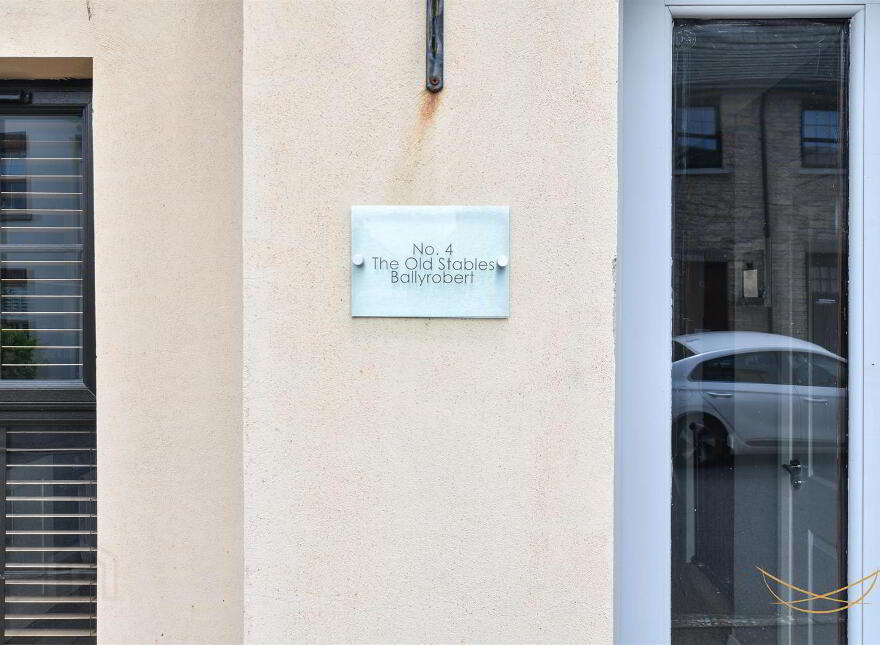 No. 4
The Old Stables
Ballyrobert